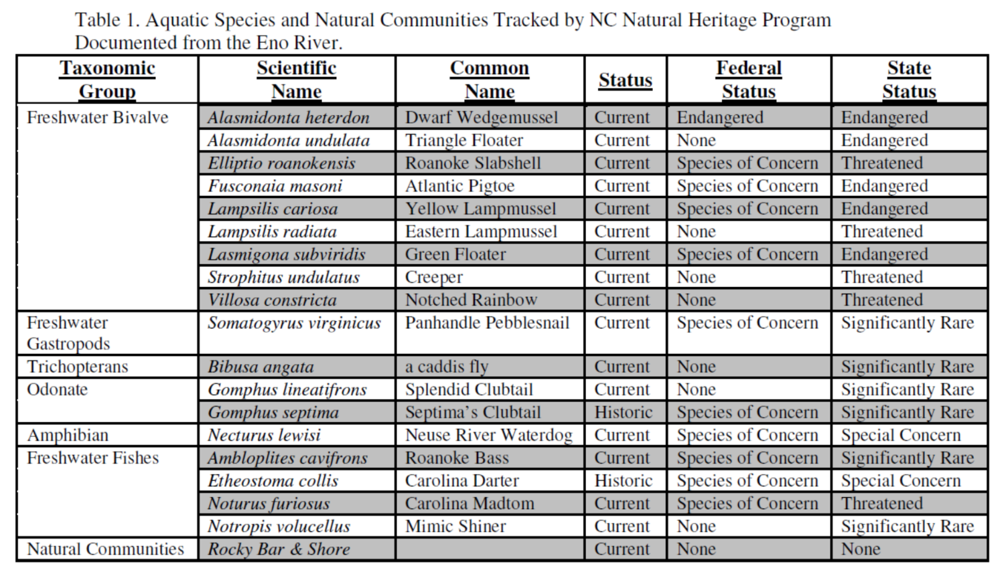 Table 1. Aquatic Species and Natural Communities Tracked by NC Natural Heritage Program
Documented from the Eno River.
Taxonomic Group Scientific Name Common Name Status Federal Status State Status
Freshwater Bivalve Alasmidonta heterdon Dwarf Wedgemussel Current Endangered Endangered
Alasmidonta undulata Triangle Floater Current None Endangered
Elliptio roanokensis Roanoke Slabshell Current Species of Concern Threatened
Fusconaia masoni Atlantic Pigtoe Current Species of Concern Endangered
Lampsilis cariosa Yellow Lampmussel Current Species of Concern Endangered
Lampsilis radiata Eastern Lampmussel Current None Threatened
Lasmigona subviridis Green Floater Current Species of Concern Endangered
Strophitus undulatus Creeper Current None Threatened
Villosa constricta Notched Rainbow Current None Threatened
Freshwater Gastropods Somatogyrus virginicus Panhandle Pebblesnail Current Species of Concern Significantly Rare
Trichopterans Bibusa angata a caddis fly Current None Significantly Rare
Odonate Gomphus lineatifrons Splendid Clubtail Current None Significantly Rare
Gomphus septima Septima's Clubtail Historic Species of Concern Significantly Rare
Amphibian Necturus lewisi Neuse River Waterdog Current Species of Concern Special Concern
Freshwater Fishes Ambloplites cavifrons Roanoke Bass Current Species of Concern Significantly Rare
Etheostoma collis Carolina Darter Historic Species of Concern Special Concern
Noturus furiosus Carolina Madtom Current Species of Concern Threatened
Notropis volucellus Mimic Shiner Current None Significantly Rare
Natural Communities Rocky Bar & Shore Current None None